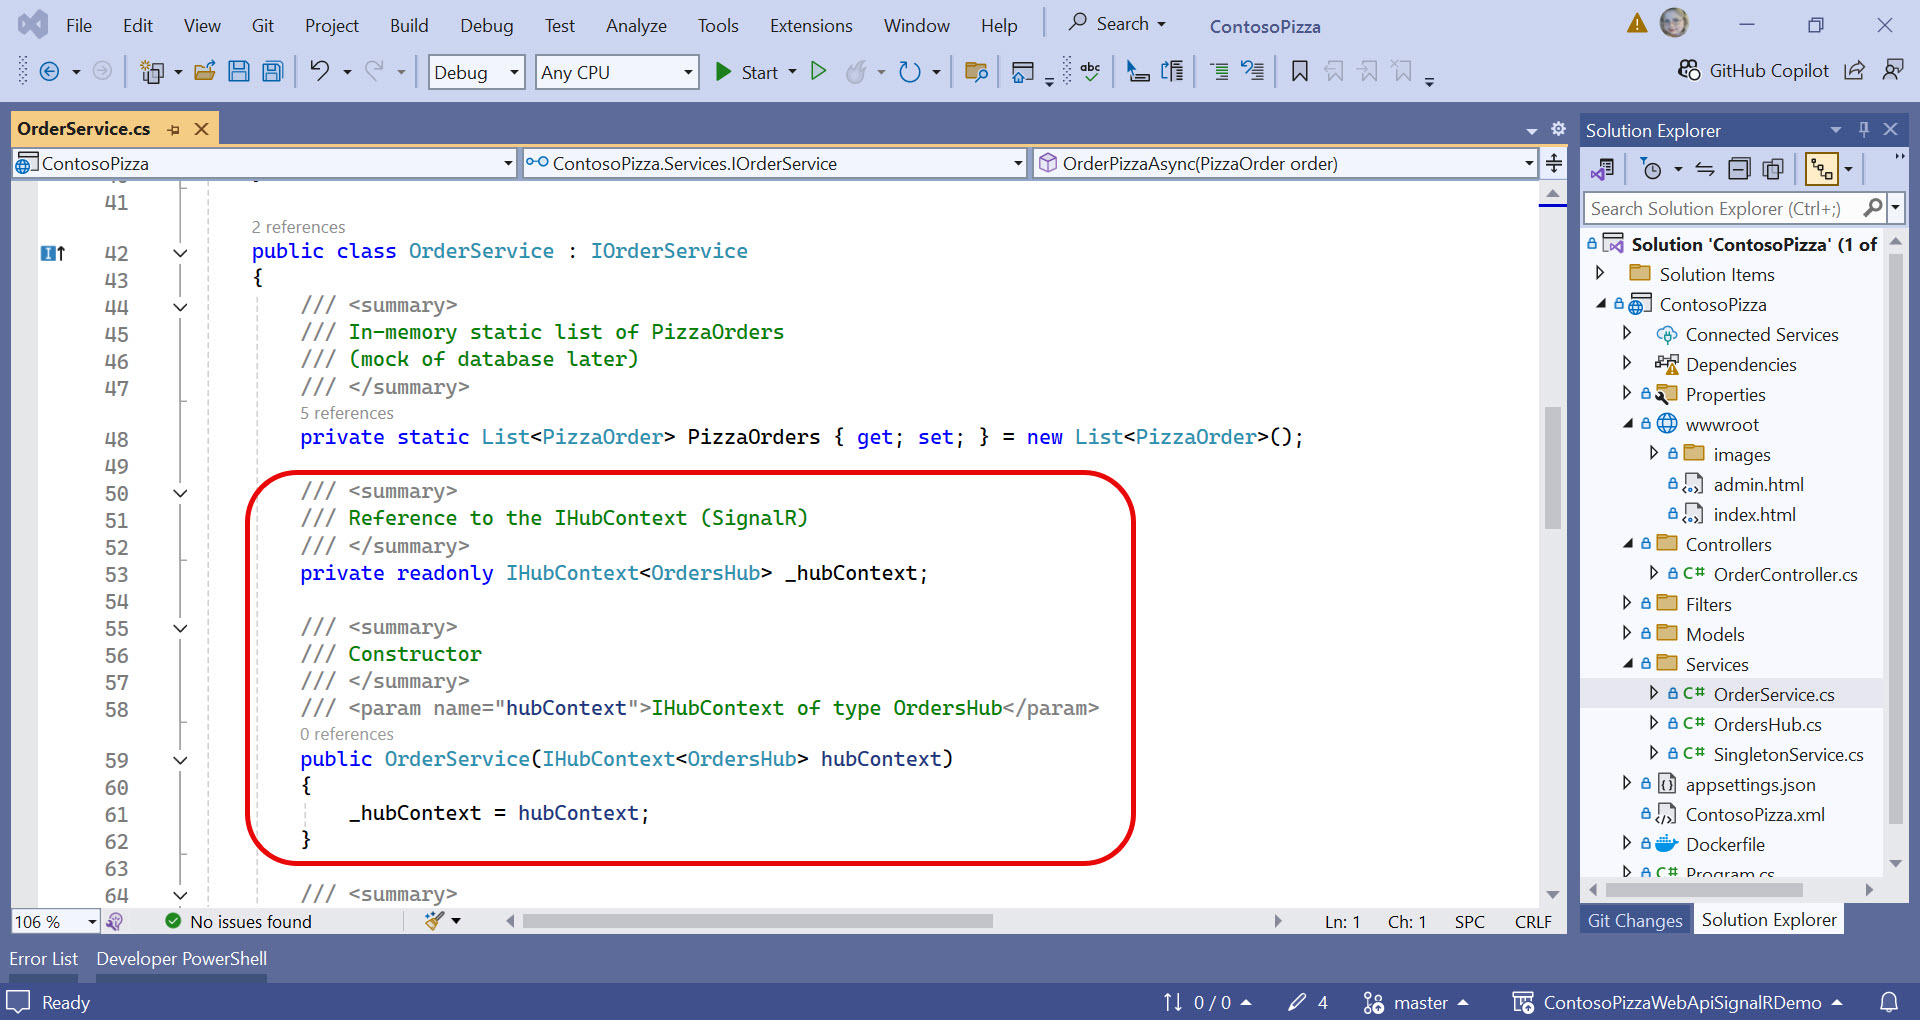 File Edit View Git Project Build Debug Test Analyze Tools Extensions Window Help Search ContosoPizza
Debug Any CPU Start abc GitHub Copilot
OrderService.cs
ContosoPizza ContosoPizza.Services.IOrderService OrderPizzaAsync(PizzaOrder order)
41
2 references
42 public class OrderService : IOrderService
43 {
44 /// <summary>
45 /// In-memory static list of PizzaOrders
46 /// (mock of database later)
47 /// </summary>
5 references
48 private static List<PizzaOrder> PizzaOrders { get; set; } = new List<PizzaOrder>();
49
50 /// <summary>
51 /// Reference to the IHubContext (SignalR)
52 /// </summary>
53 private readonly IHubContext<OrdersHub> _hubContext;
54
55 /// <summary>
56 /// Constructor
57 /// </summary>
58 /// <param name="hubContext">IHubContext of type OrdersHub</param>
0 references
59 public OrderService(IHubContext<OrdersHub> hubContext)
60 {
61 _hubContext = hubContext;
62 }
63
64 /// <summary>
106 % No issues found Ln: 1 Ch: 1 SPC CRLF
Solution Explorer
Search Solution Explorer (Ctrl+;)
Solution 'ContosoPizza' (1 of
Solution Items
ContosoPizza
Connected Services
Dependencies
Properties
wwwroot
images
admin.html
index.html
Controllers
C# OrderController.cs
Filters
Models
Services
C# OrderService.cs
C# OrdersHub.cs
C# SingletonService.cs
appsettings.json
ContosoPizza.xml
Dockerfile
C# Program.cs
Git Changes Solution Explorer
Error List Developer PowerShell
Ready 0 / 0 4 master ContosoPizzaWebApiSignalRDemo